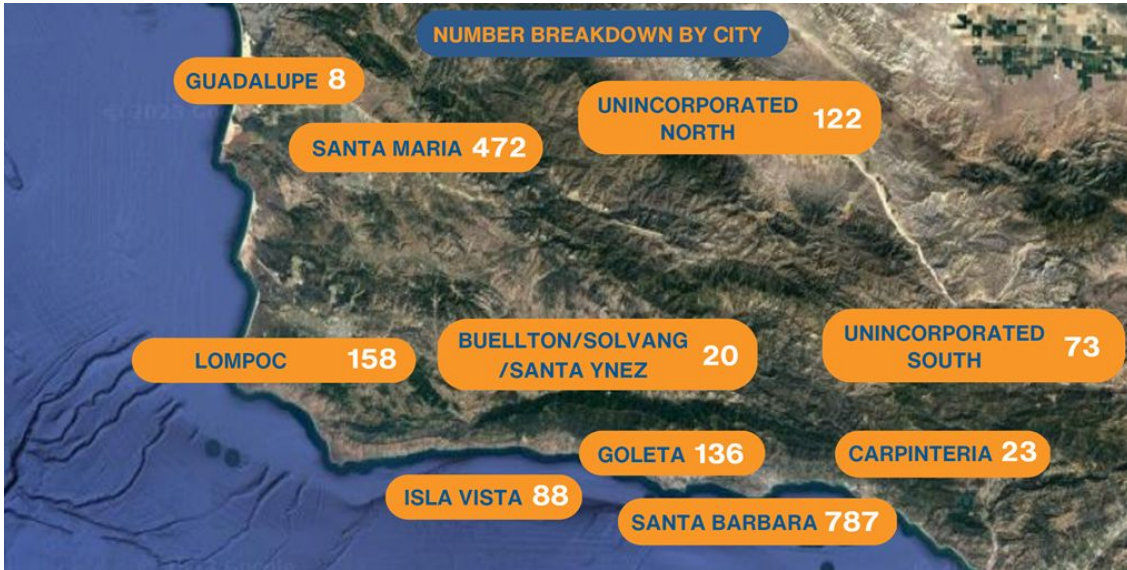 NUMBER BREAKDOWN BY CITY
GUADALUPE 8
UNINCORPORATED
NORTH 122
SANTA MARIA 472
UNINCORPORATED
SOUTH 73
LOMPOC 158
BUELLTON/SOLVANG
/SANTA YNEZ 20
GOLETA 136
CARPINTERIA 23
ISLA VISTA 88
SANTA BARBARA 787